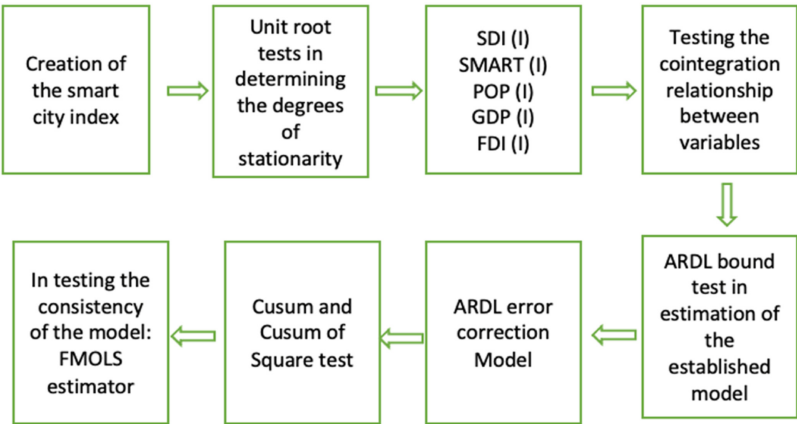 Creation of
the smart
city index
Unit root
tests in
determining
the degrees
of
stationarity
SDI (I)
SMART (I)
POP (I)
GDP (I)
FDI (I)
Testing the
cointegration
relationship
between
variables
ARDL bound
test in
estimation of
the
established
model
ARDL error
correction
Model
Cusum and
Cusum of
Square test
In testing the
consistency
of the model:
FMOLS
estimator